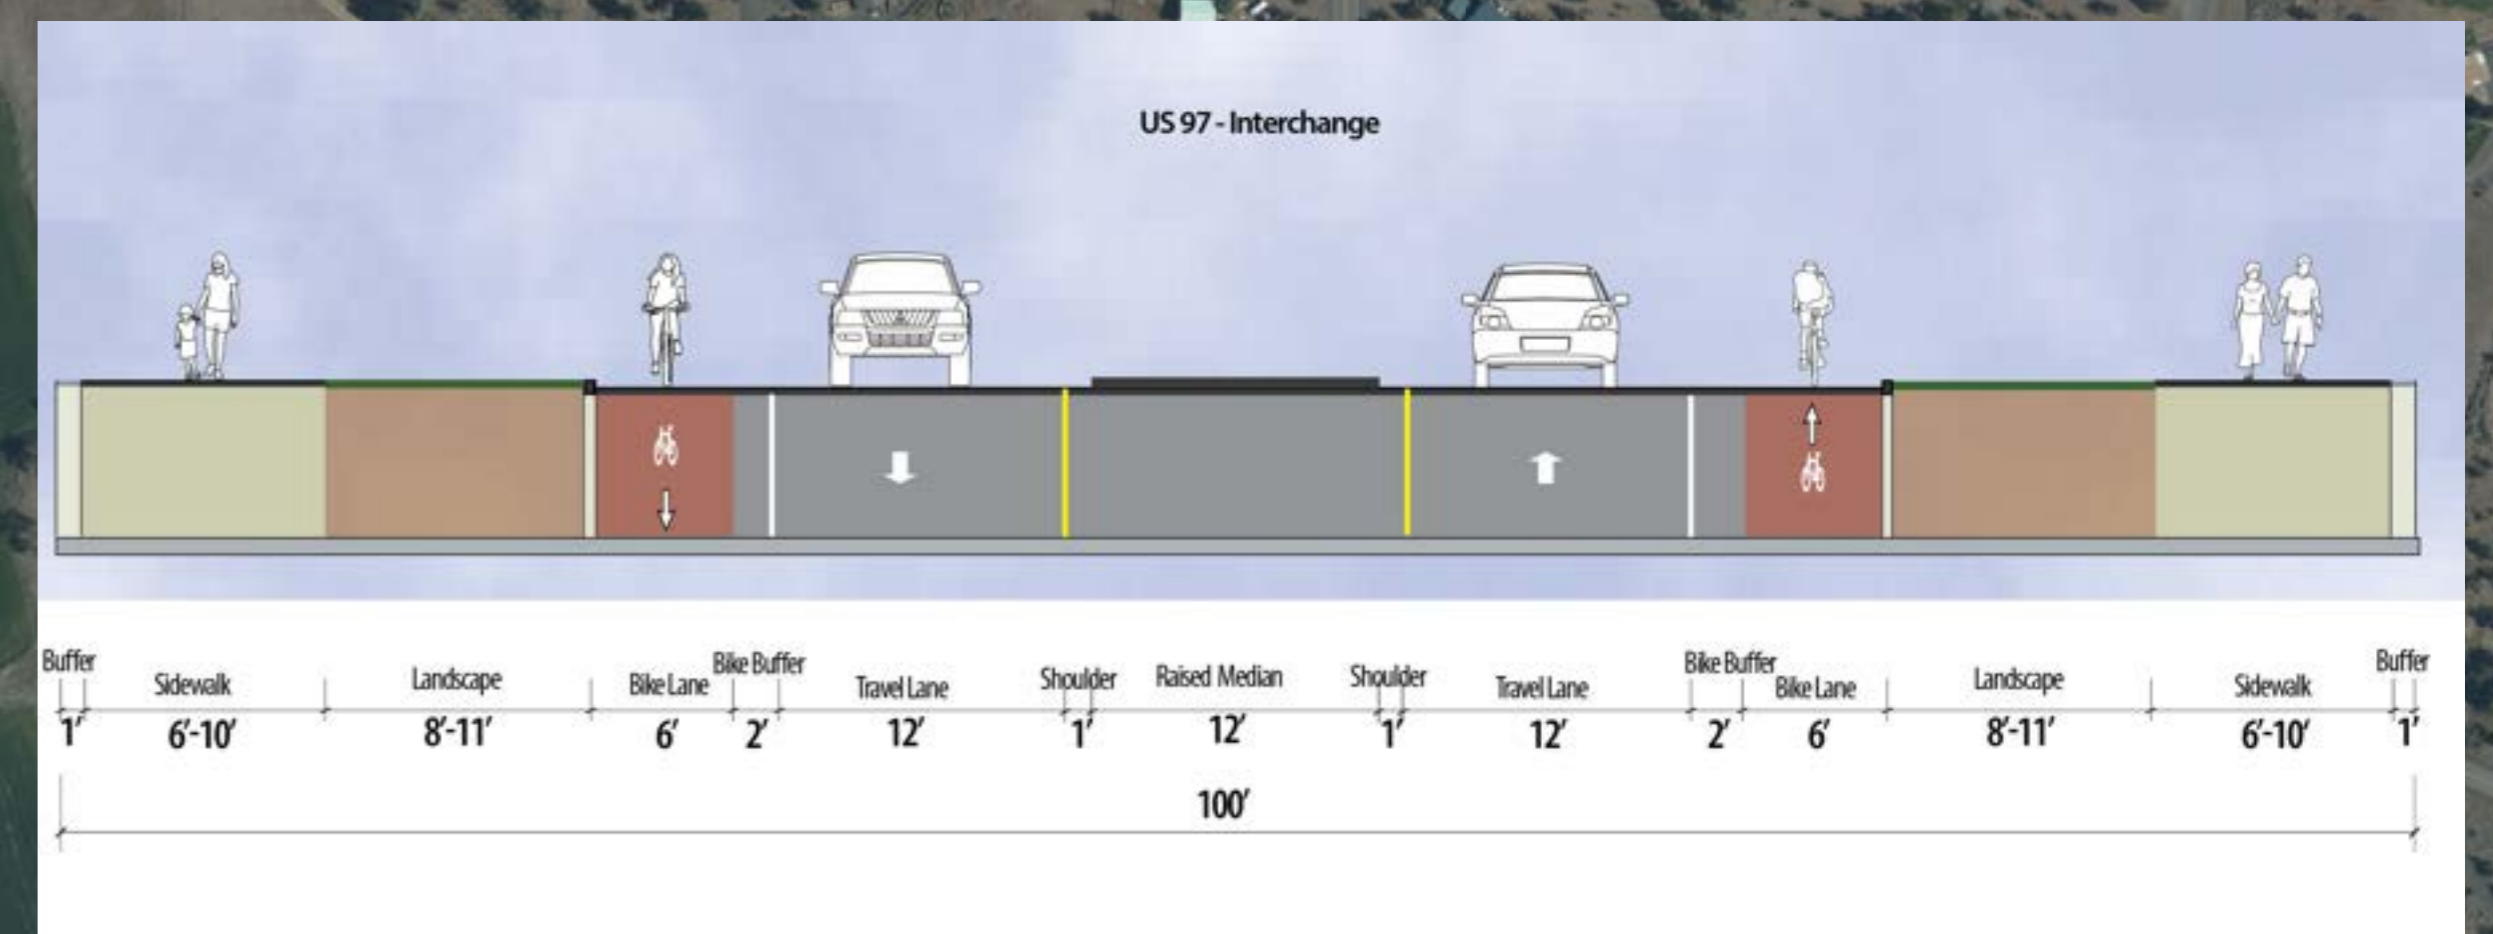 US 97 - Interchange
Buffer Sidewalk Landscape Bike Lane Bike Buffer Travel Lane Shoulder Raised Median Shoulder Travel Lane Bike Buffer Bike Lane Landscape Sidewalk Buffer
1' 6'-10' 8'-11' 6' 2' 12' 1' 12' 1' 12' 2' 6' 8'-11' 6'-10' 1'
100'